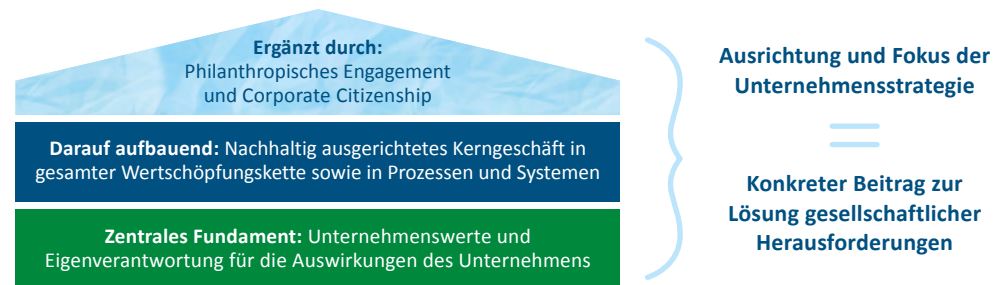 Ergänzt durch:
Philanthropisches Engagement
und Corporate Citizenship
Darauf aufbauend: Nachhaltig ausgerichtetes Kerngeschäft in
gesamter Wertschöpfungskette sowie in Prozessen und Systemen
Zentrales Fundament: Unternehmenswerte und
Eigenverantwortung für die Auswirkungen des Unternehmens
Ausrichtung und Fokus der
Unternehmensstrategie
=
Konkreter Beitrag zur
Lösung gesellschaftlicher
Herausforderungen